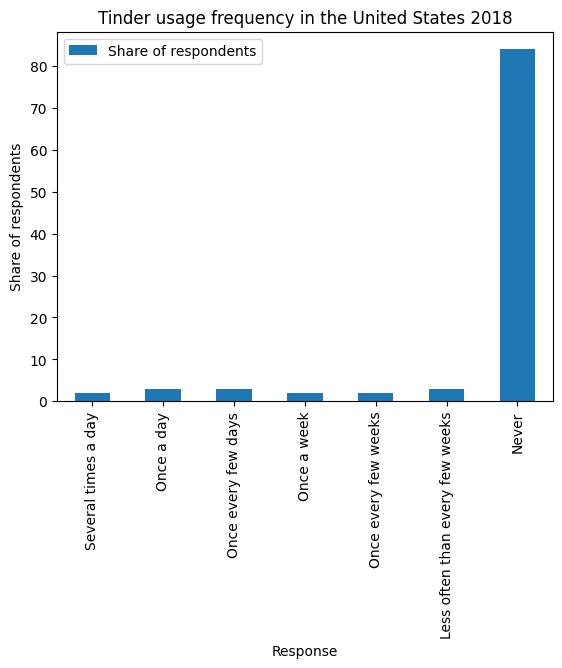 Tinder usage frequency in the United States 2018
Share of respondents
Share of respondents
80
70
60
50
40
30
20
10
0
Several times a day
Once a day
Once every few days
Once a week
Once every few weeks
Less often than every few weeks
Never
Response